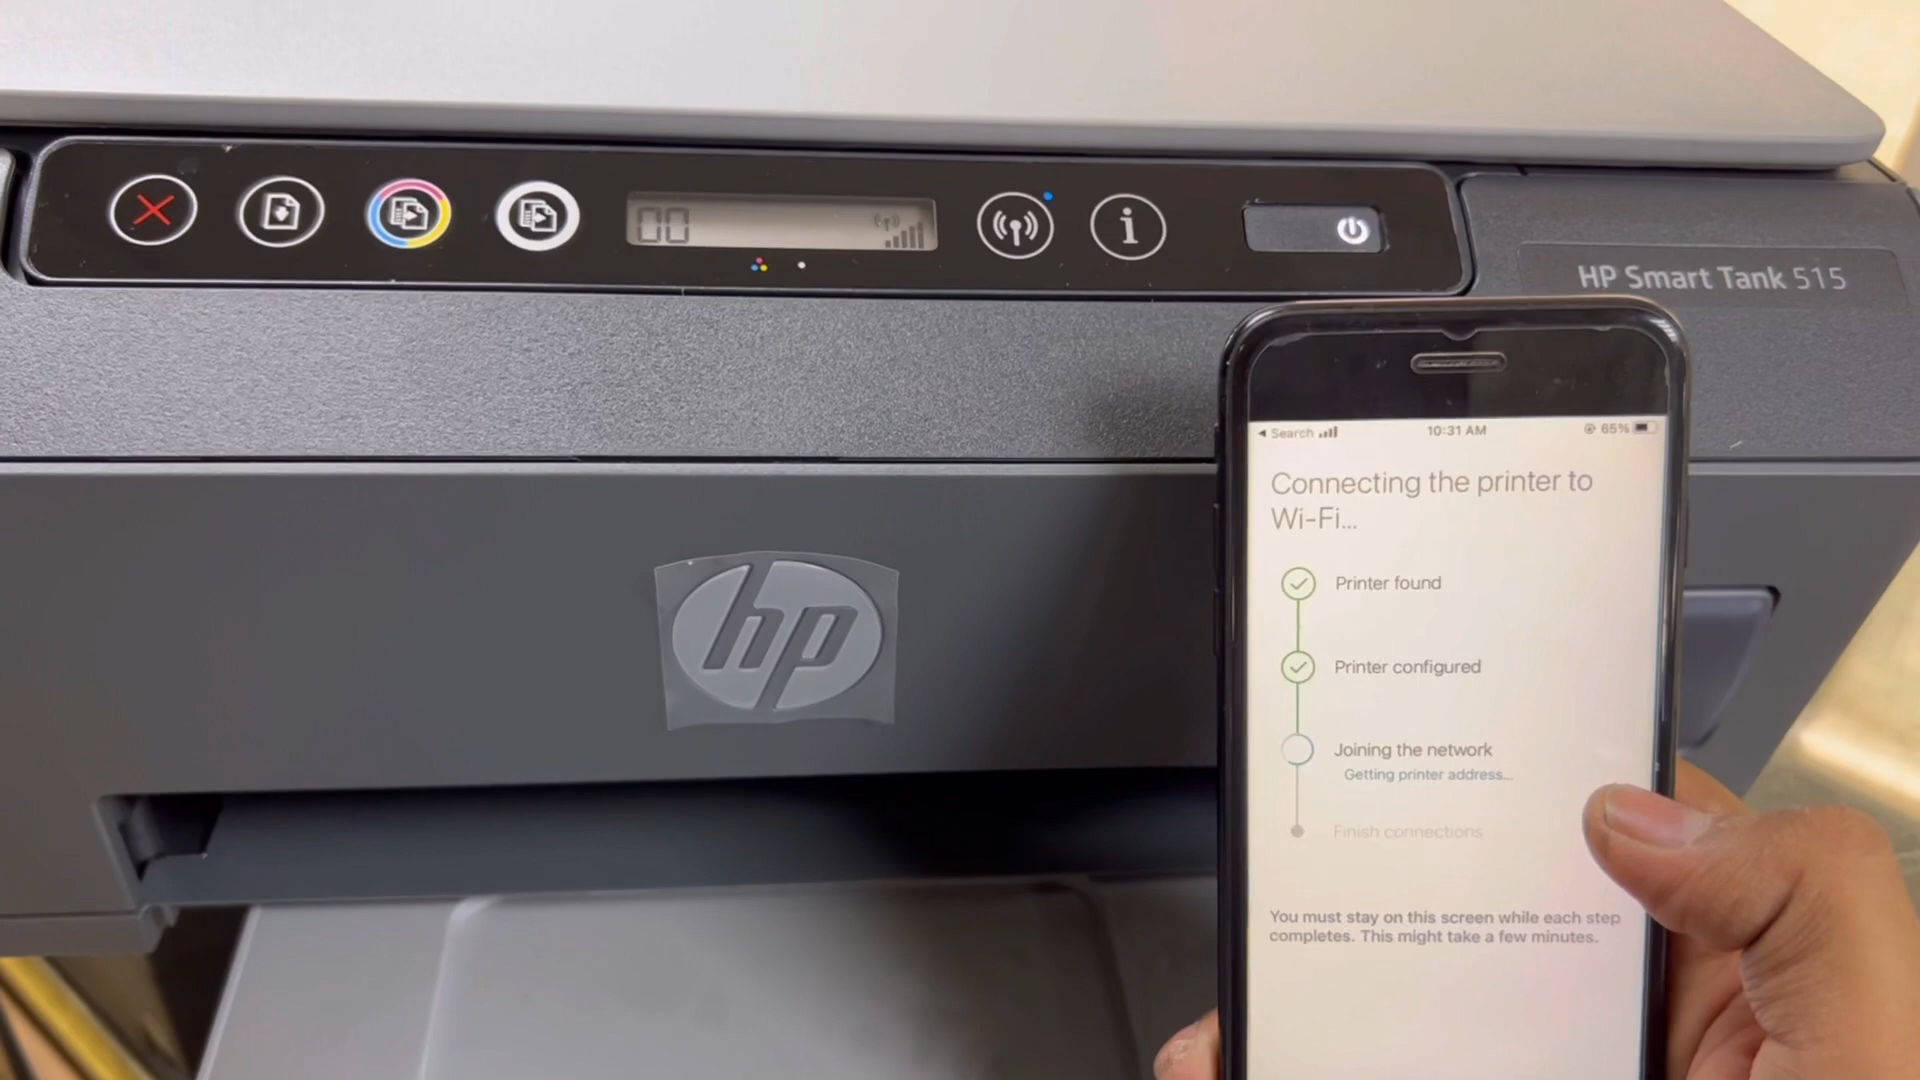 00
i
HP Smart Tank 515
hp
Search
10:31 AM
65%
Connecting the printer to
Wi-Fi...
Printer found
Printer configured
Joining the network
Getting printer address...
Finish connections
You must stay on this screen while each step
completes. This might take a few minutes.